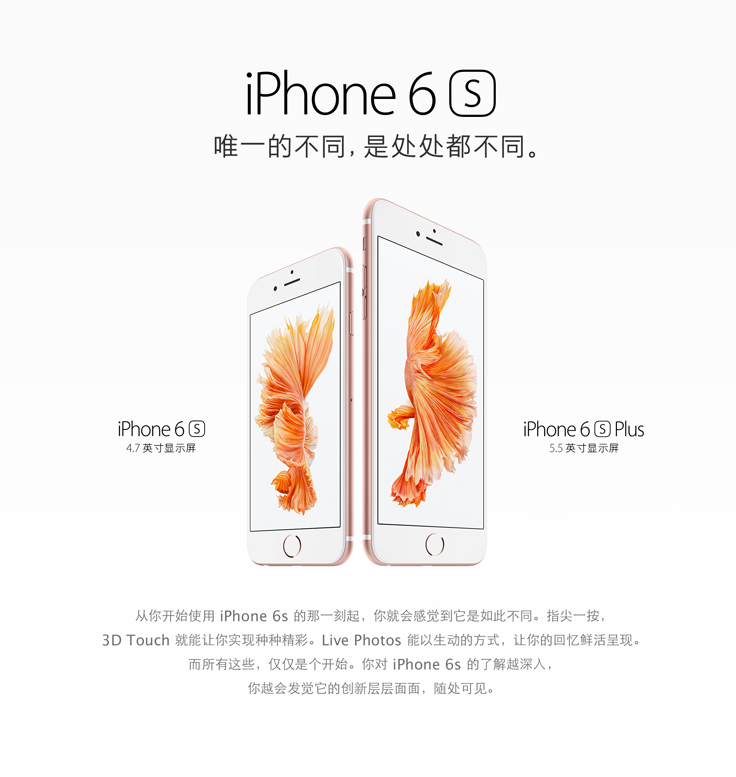 iPhone 6 S
唯一的不同，是处处都不同。
iPhone 6 S
4.7 英寸显示屏
iPhone 6 S Plus
5.5 英寸显示屏
从你开始使用 iPhone 6s 的那一刻起，你就会感觉到它是如此不同。指尖一按，
3D Touch 就能让你实现种种精彩。Live Photos 能以生动的方式，让你的回忆鲜活呈现。
而所有这些，仅仅是个开始。你对 iPhone 6s 的了解越深入，
你越会发觉它的创新层层面面，随处可见。